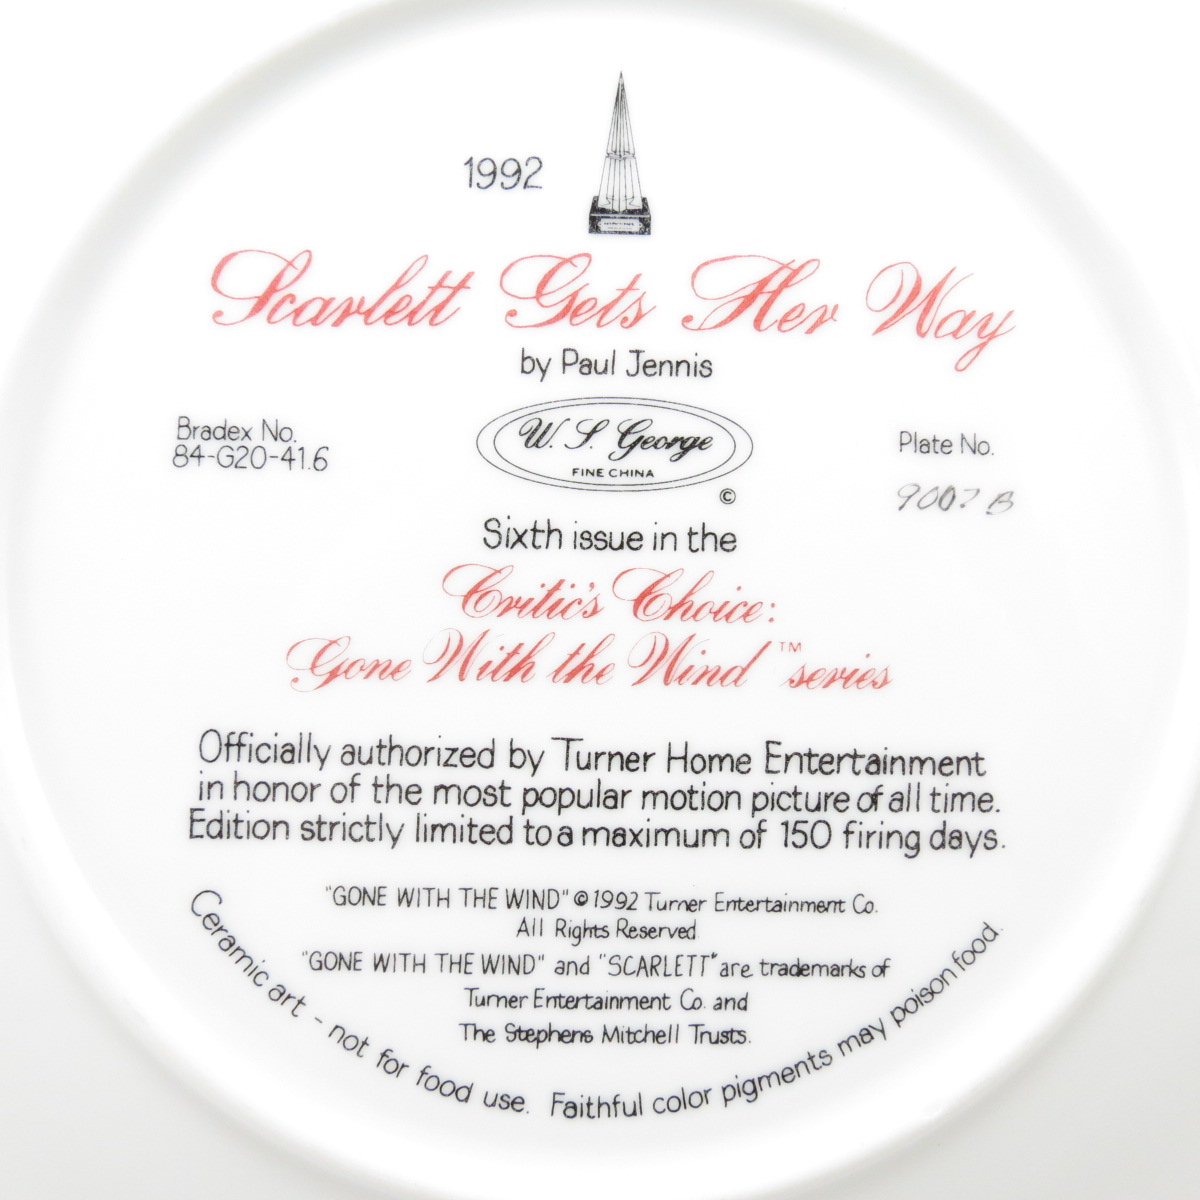 1992
Scarlett Gets Her Way
by Paul Jennis
Bradex No.
84-G20-41.6
W. S. George
FINE CHINA
©
Plate No.
Sixth issue in the
Critic's Choice:
Gone With the Wind™ series
Officially authorized by Turner Home Entertainment
in honor of the most popular motion picture of all time.
Edition strictly limited to a maximum of 150 firing days.
"GONE WITH THE WIND" ©1992 Turner Entertainment Co.
All Rights Reserved
"GONE WITH THE WIND" and "SCARLETT" are trademarks of
Turner Entertainment Co. and
The Stephens Mitchell Trusts.
Ceramic art - not for food use. Faithful color pigments may poison food.